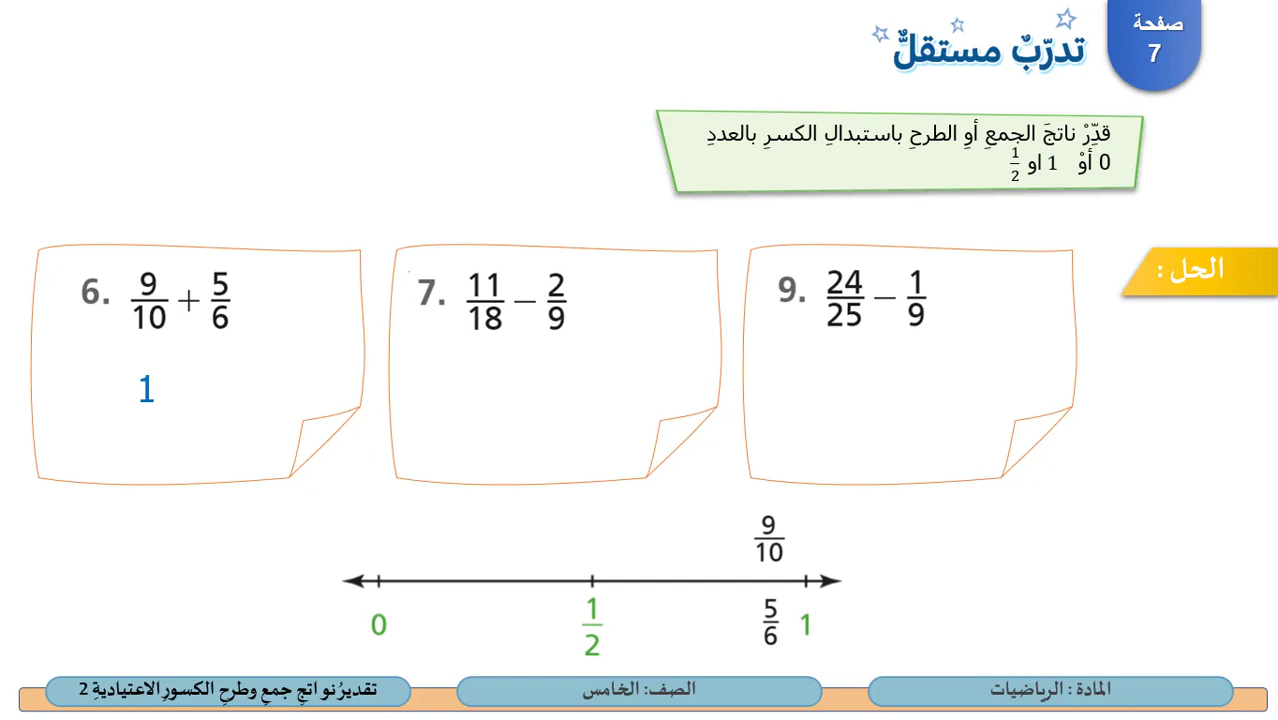 صفحة
7
تدرّبٌ مستقلٌّ
قدِّرْ ناتجَ الجمعِ أوِ الطرحِ باستبدالِ الكسرِ بالعددِ
0 أوْ 1 او 1/2
الحل :
6. 9/10 + 5/6
1
7. 11/18 − 2/9
9. 24/25 − 1/9
9/10
0 1/2 5/6 1
المادة : الرياضيات
الصف: الخامس
تقديرُ نواتجِ جمعِ وطرحِ الكسورِ الاعتياديةِ 2